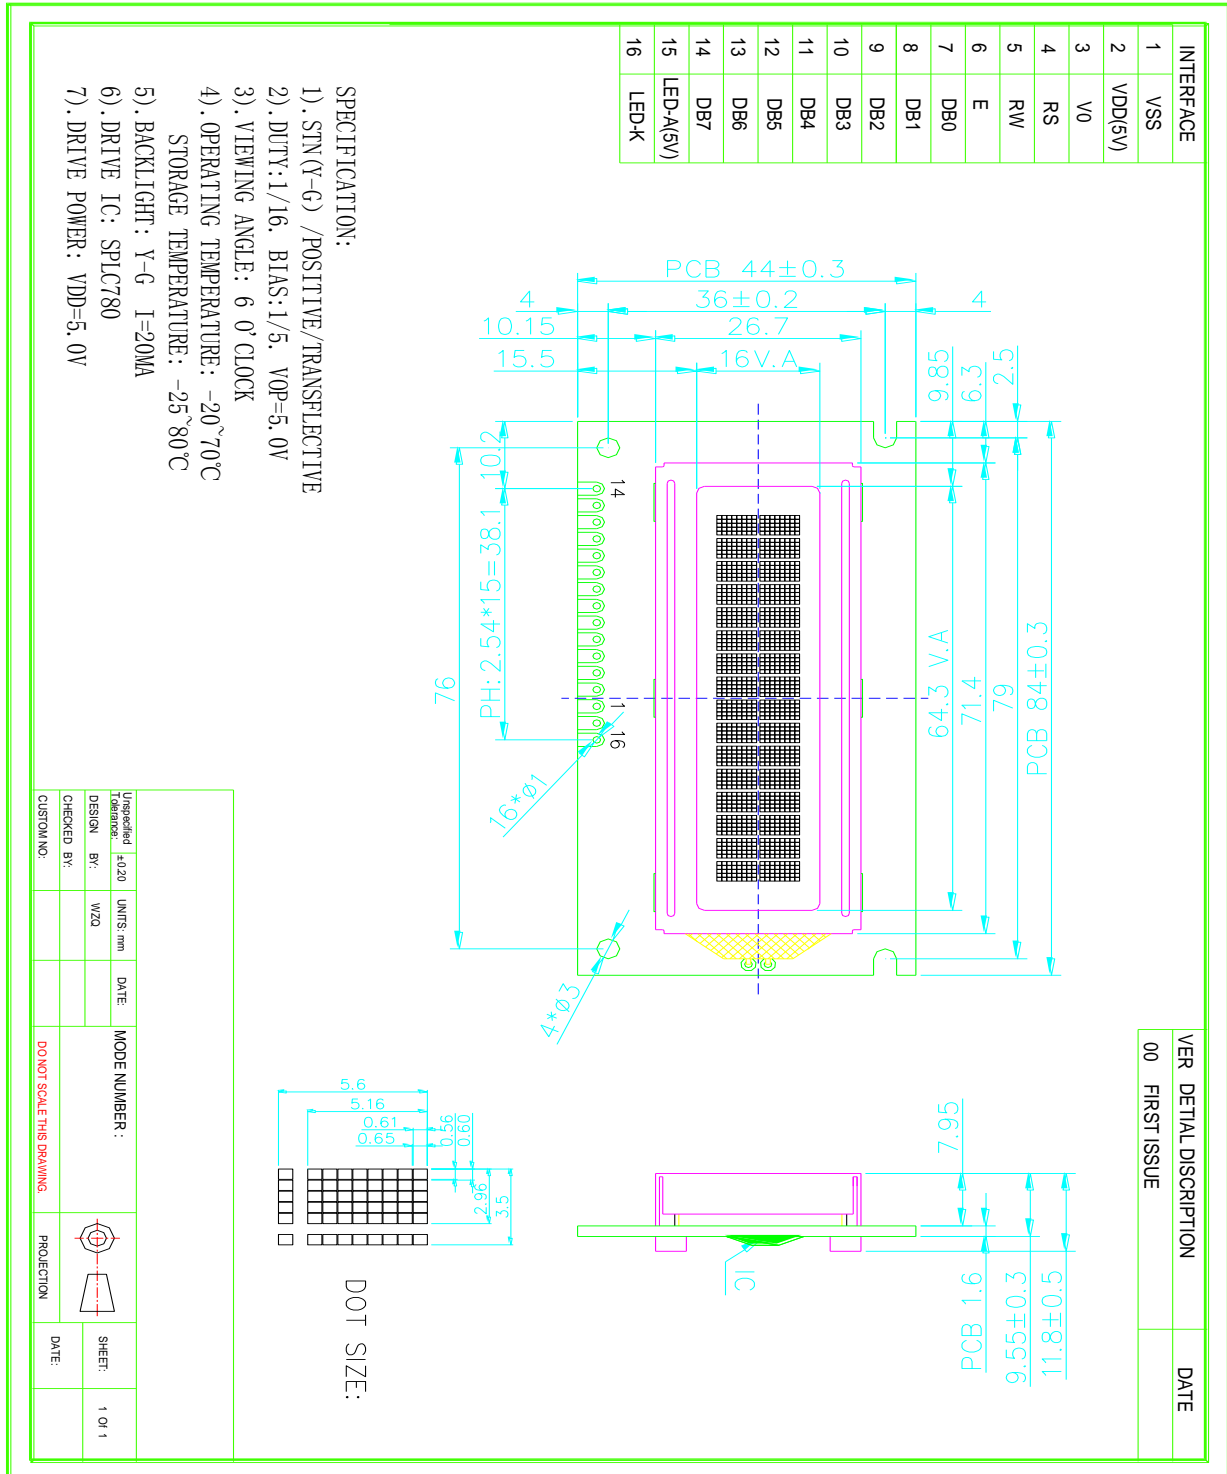 INTERFACE
1 VSS
2 VDD(5V)
3 V0
4 RS
5 RW
6 E
7 DB0
8 DB1
9 DB2
10 DB3
11 DB4
12 DB5
13 DB6
14 DB7
15 LED-A(5V)
16 LED-K
VER DETIAL DISCRIPTION DATE
00 FIRST ISSUE
PCB 84±0.3
79
2.5
71.4
6.3
64.3 V.A
9.85
PCB 44±0.3
36±0.2
4
4
26.7
10.15
16V.A
15.5
14
1
16
10.2
PH:2.54*15=38.1
76
16*ø1
4*ø3
11.8±0.5
9.55±0.3
PCB 1.6
7.95
IC
SPECIFICATION:
1).STN(Y-G) /POSITIVE/TRANSFLECTIVE
2).DUTY:1/16. BIAS:1/5. VOP=5.0V
3).VIEWING ANGLE: 6 O'CLOCK
4).OPERATING TEMPERATURE: -20~70℃
STORAGE TEMPERATURE: -25~80℃
5).BACKLIGHT: Y-G I=20MA
6).DRIVE IC: SPLC780
7).DRIVE POWER: VDD=5.0V
DOT SIZE:
3.5
2.96
0.60
0.56
5.6
5.16
0.61
0.65
Unspecified
Tolerance: ±0.20 UNITS: mm DATE:
DESIGN BY: WZQ
CHECKED BY:
CUSTOM NO:
MODE NUMBER :
DO NOT SCALE THIS DRAWING.
PROJECTION
SHEET: 1 Of 1
DATE: